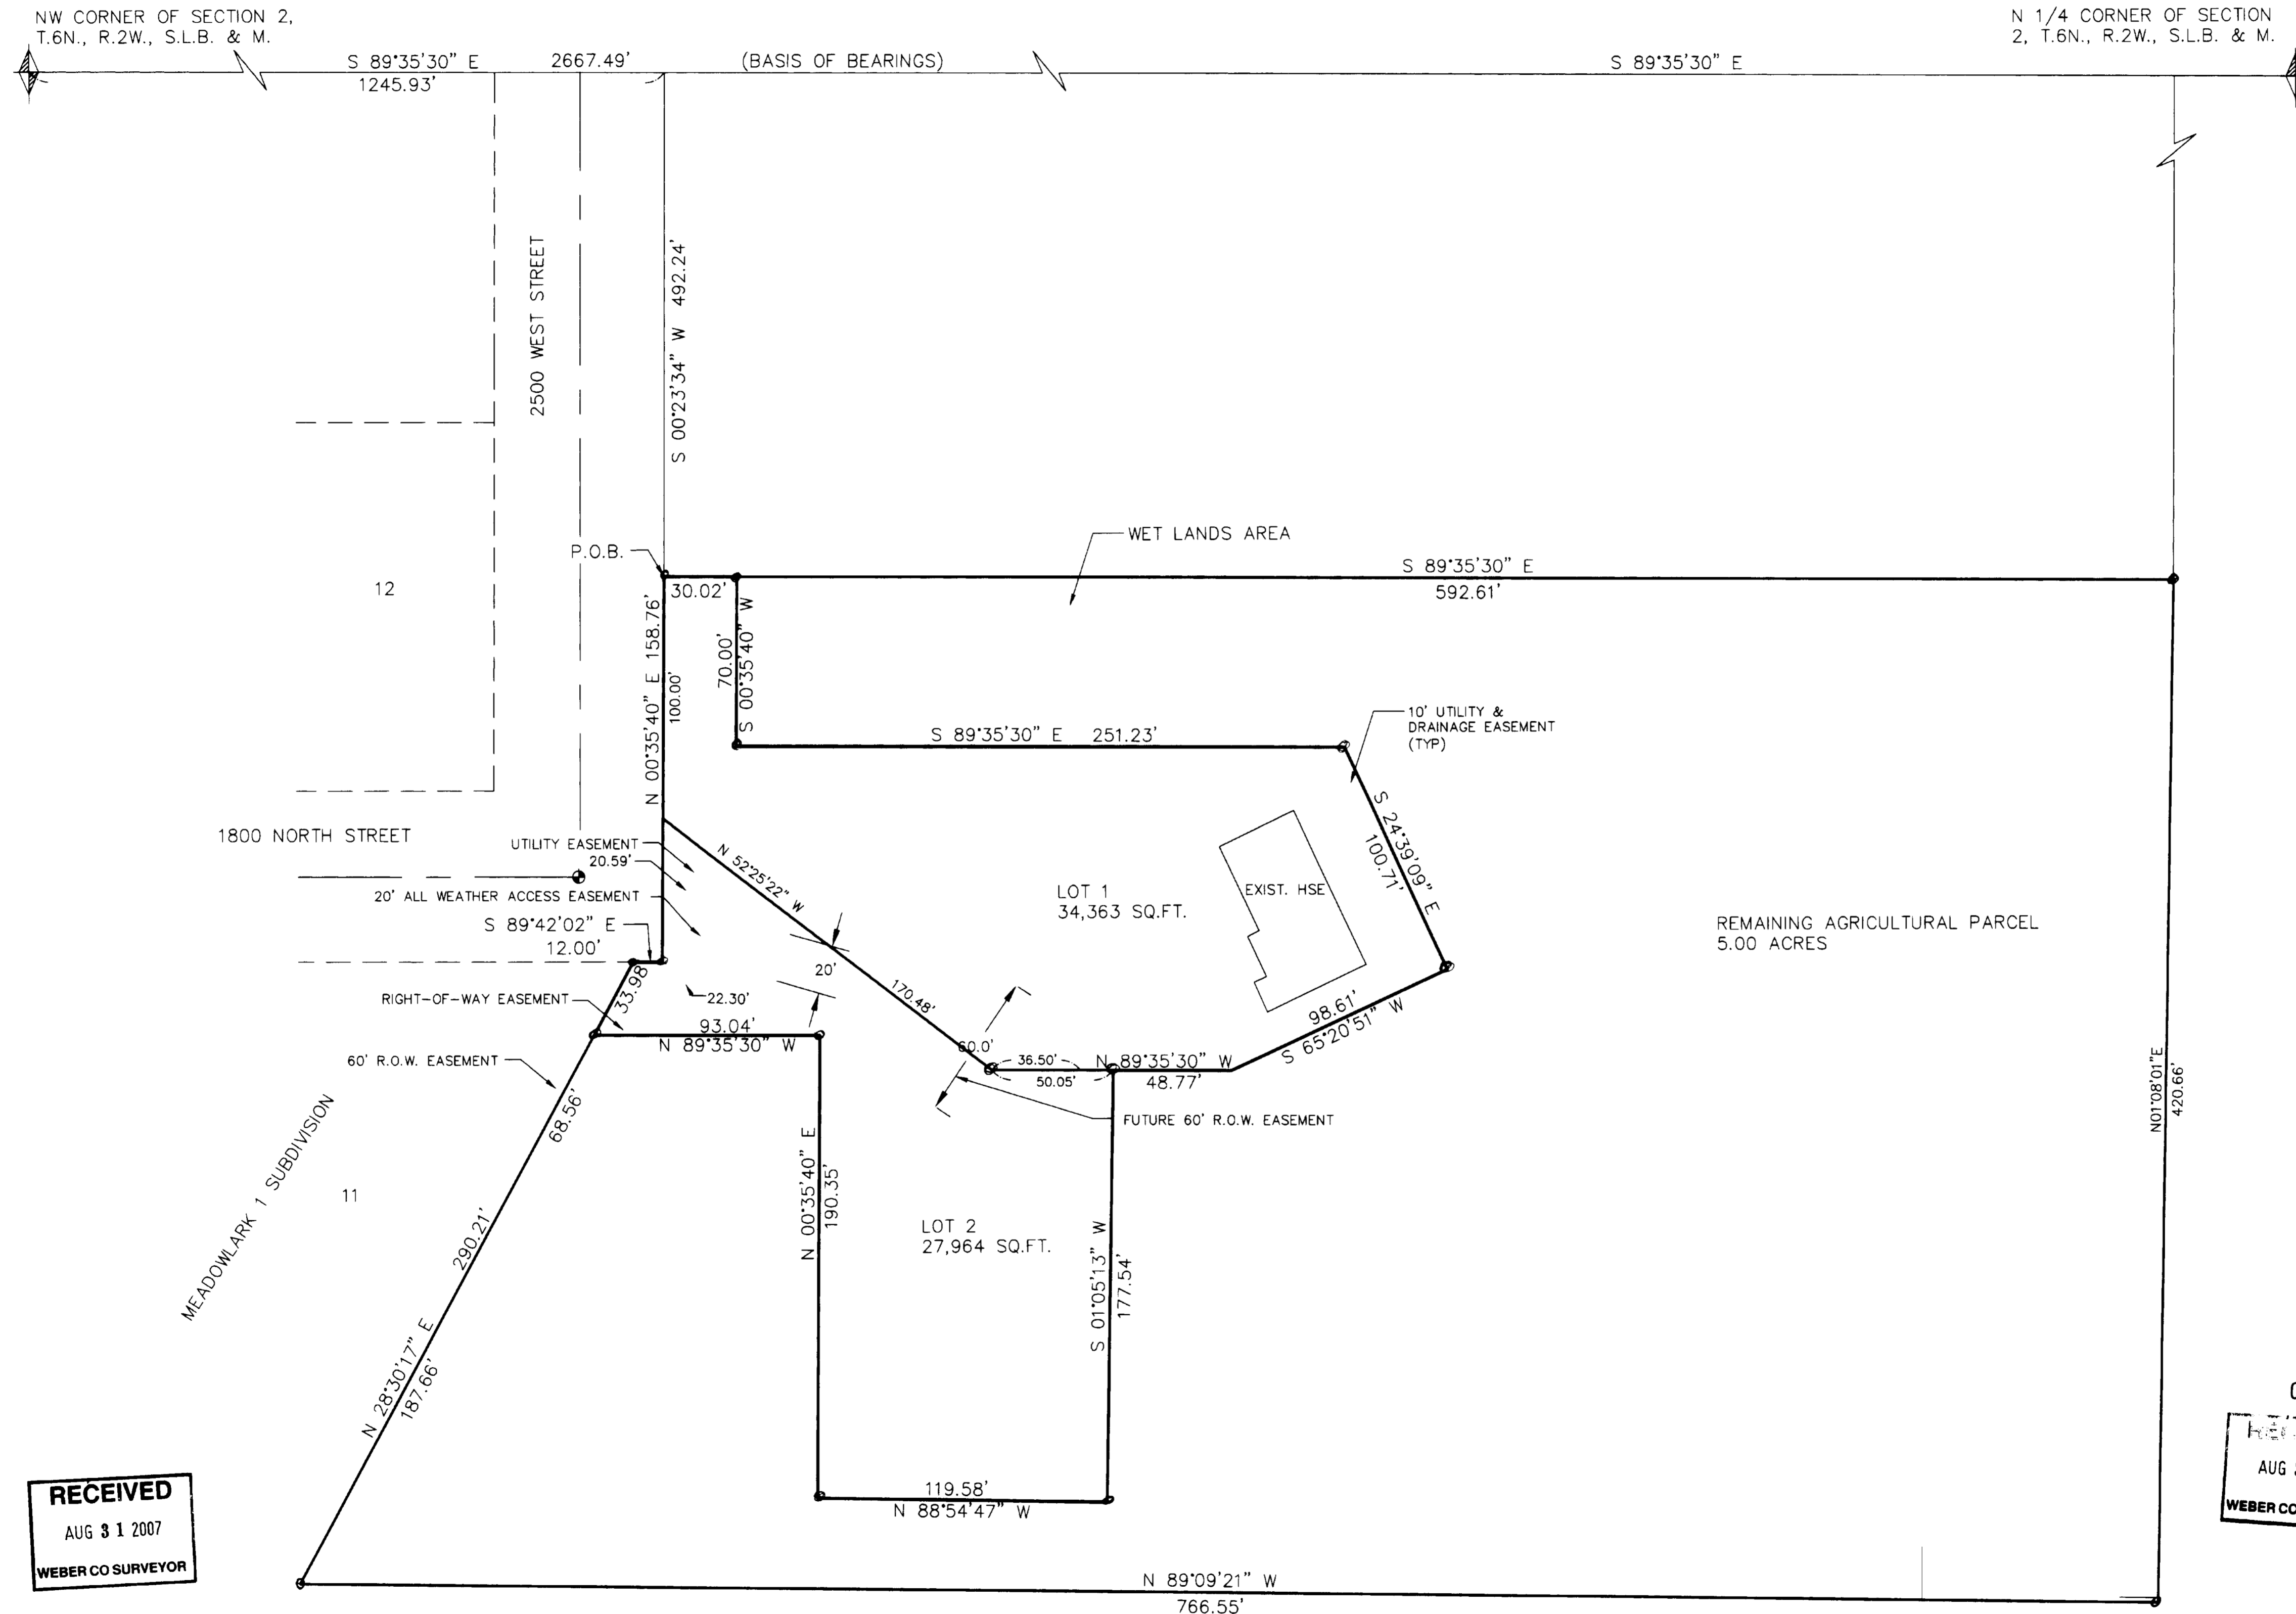 NW CORNER OF SECTION 2,
T.6N., R.2W., S.L.B. & M.
N 1/4 CORNER OF SECTION
2, T.6N., R.2W., S.L.B. & M.
S 89°35'30" E
1245.93'
2667.49'
(BASIS OF BEARINGS)
S 89°35'30" E
2500 WEST STREET
S 00°23'34" W 492.24'
WET LANDS AREA
P.O.B.
S 89°35'30" E
592.61'
30.02'
12
N 00°35'40" E 158.76'
100.00'
70.00'
S 00°35'40" W
S 89°35'30" E 251.23'
10' UTILITY &
DRAINAGE EASEMENT
(TYP)
S 24°39'09" E
100.71'
1800 NORTH STREET
UTILITY EASEMENT
20.59'
20' ALL WEATHER ACCESS EASEMENT
S 89°42'02" E
12.00'
N 52°25'22" W
170.48'
LOT 1
34,363 SQ.FT.
EXIST. HSE
REMAINING AGRICULTURAL PARCEL
5.00 ACRES
33.98
RIGHT-OF-WAY EASEMENT
22.30'
20'
93.04'
N 89°35'30" W
98.61'
S 65°20'51" W
60' R.O.W. EASEMENT
60.0'
36.50'
N 89°35'30" W
50.05'
48.77'
FUTURE 60' R.O.W. EASEMENT
N01°08'01"E
420.66'
68.56'
MEADOWLARK 1 SUBDIVISION
11
290.21'
N 28°30'17" E
187.66'
N 00°35'40" E
190.35'
LOT 2
27,964 SQ.FT.
S 01°05'13" W
177.54'
119.58'
N 88°54'47" W
RECEIVED
AUG 3 1 2007
WEBER CO SURVEYOR
AUG
WEBER CO
N 89°09'21" W
766.55'